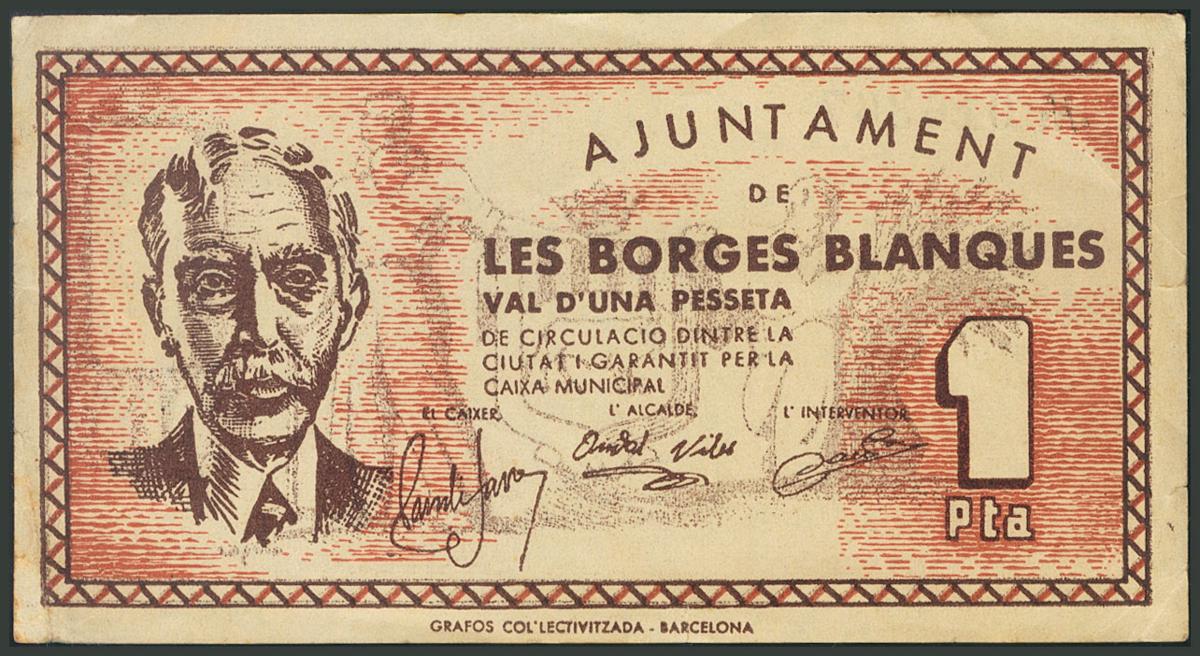 AJUNTAMENT
DE
LES BORGES BLANQUES
VAL D'UNA PESSETA
DE CIRCULACIO DINTRE LA
CIUTAT I GARANTIT PER LA
CAIXA MUNICIPAL
EL CAIXER, L'ALCALDE, L'INTERVENTOR
1
Pta
GRAFOS COL'LECTIVITZADA - BARCELONA